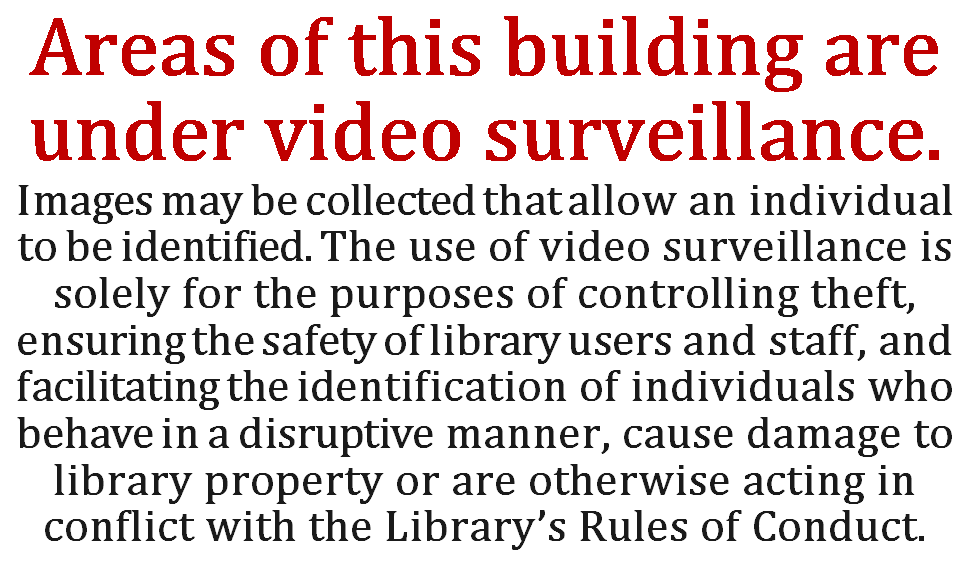 Areas of this building are
under video surveillance.
Images may be collected that allow an individual
to be identified. The use of video surveillance is
solely for the purposes of controlling theft,
ensuring the safety of library users and staff, and
facilitating the identification of individuals who
behave in a disruptive manner, cause damage to
library property or are otherwise acting in
conflict with the Library’s Rules of Conduct.